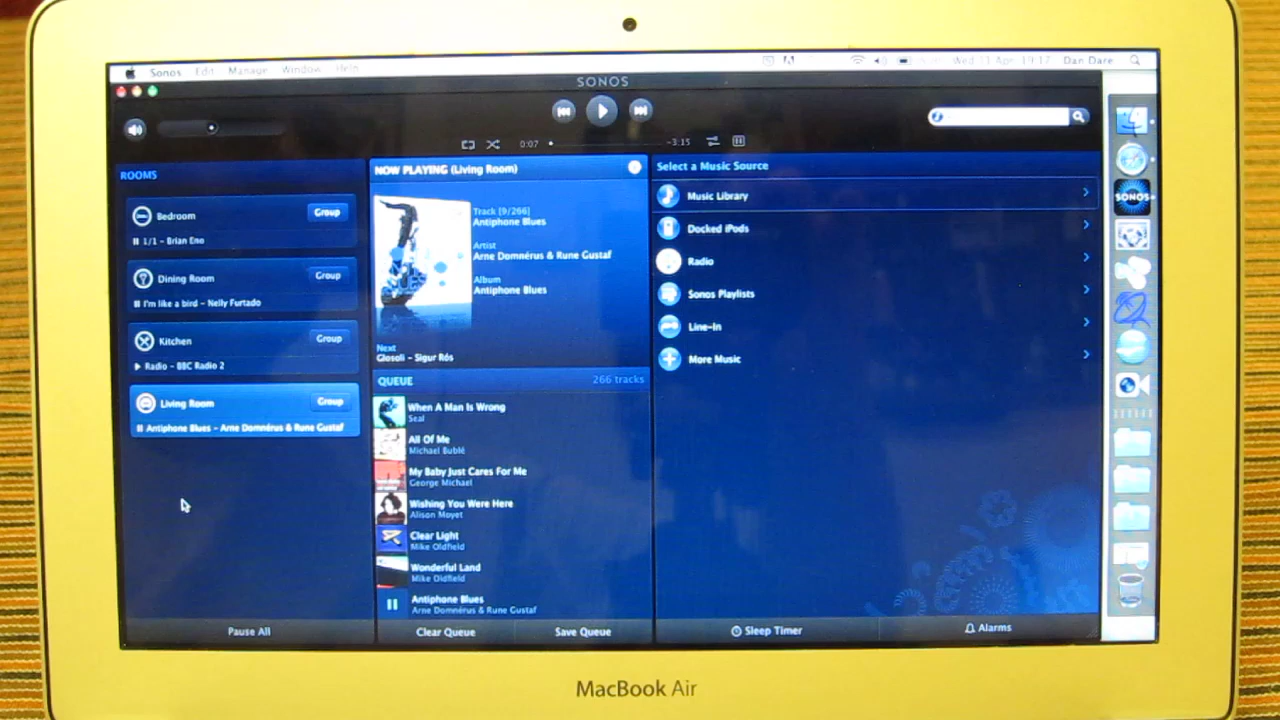 Sonos Edit Manage Window Help
Wed 11 Apr 19:17 Dan Dare
SONOS
0:07
-3:15
ROOMS
Bedroom
Group
1/1 - Brian Eno
Dining Room
Group
I'm like a bird - Nelly Furtado
Kitchen
Group
Radio - BBC Radio 2
Living Room
Group
Antiphone Blues - Arne Domnérus & Rune Gustaf
Pause All
NOW PLAYING (Living Room)
Track [9/266]
Antiphone Blues
Artist
Arne Domnérus & Rune Gustaf
Album
Antiphone Blues
Next
Glosoli - Sigur Rós
QUEUE
266 tracks
When A Man Is Wrong
Seal
All Of Me
Michael Bublé
My Baby Just Cares For Me
George Michael
Wishing You Were Here
Alison Moyet
Clear Light
Mike Oldfield
Wonderful Land
Mike Oldfield
Antiphone Blues
Arne Domnérus & Rune Gustaf
Clear Queue
Save Queue
Select a Music Source
Music Library
Docked iPods
Radio
Sonos Playlists
Line-In
More Music
Sleep Timer
Alarms
SONOS
MacBook Air